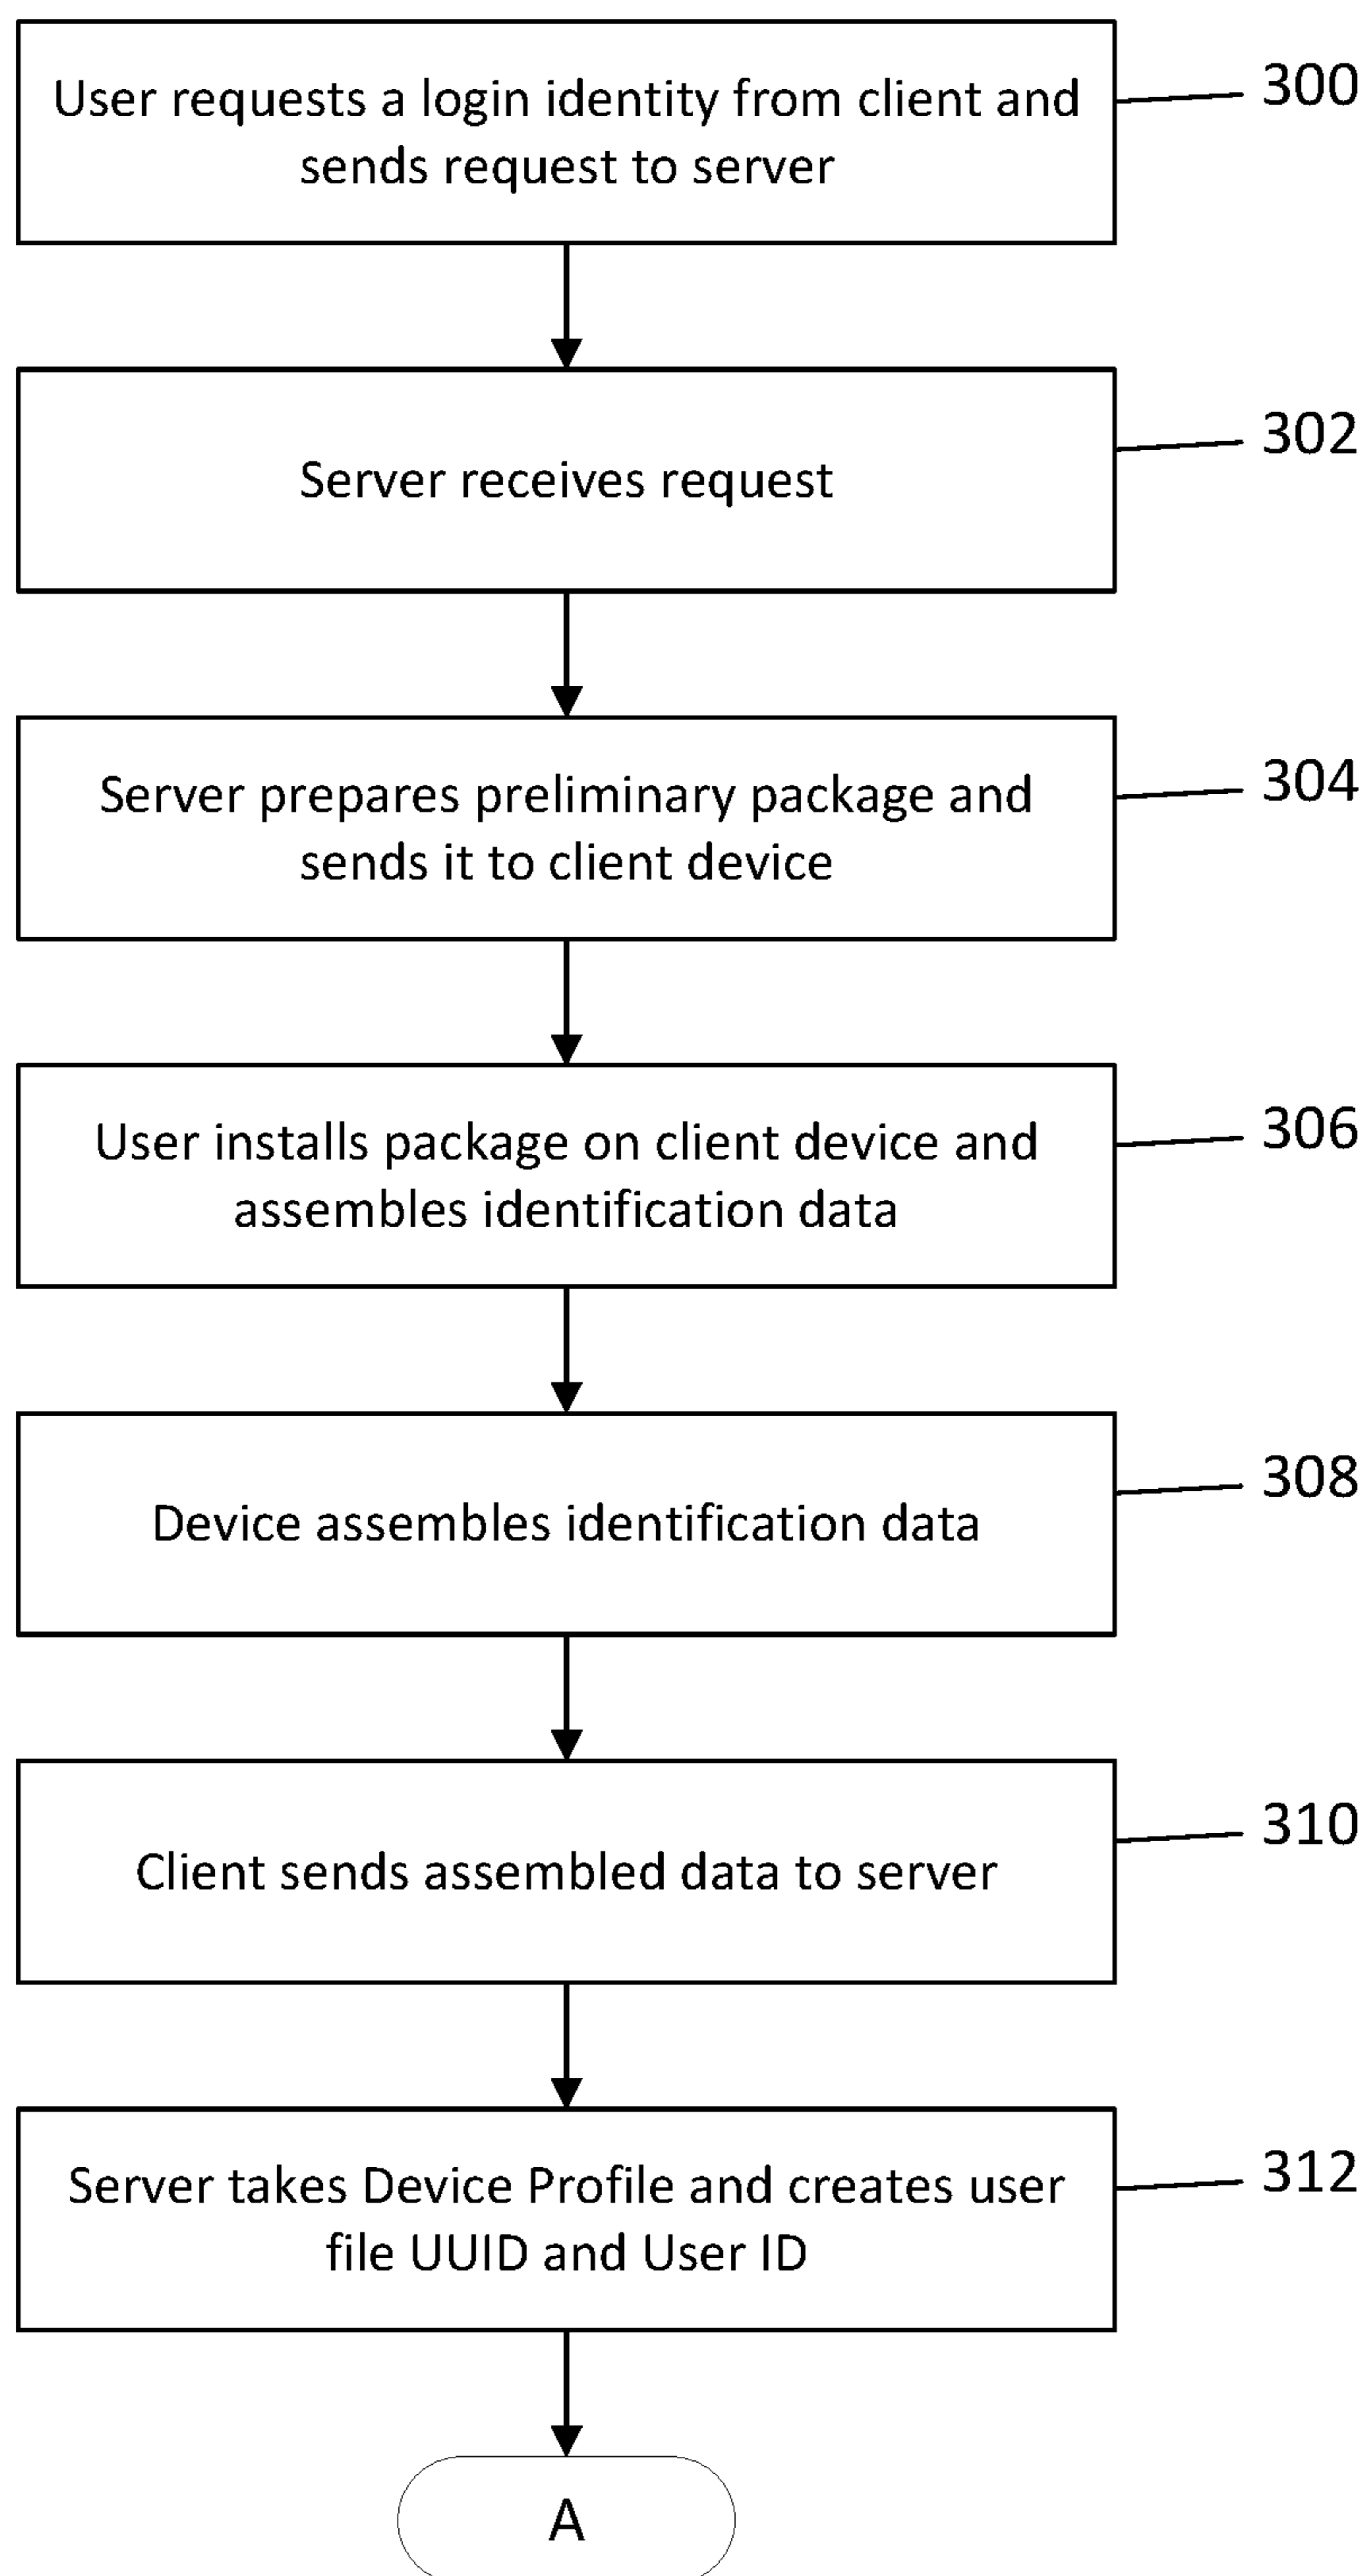 User requests a login identity from client and
sends request to server
300
Server receives request
302
Server prepares preliminary package and
sends it to client device
304
User installs package on client device and
assembles identification data
306
Device assembles identification data
308
Client sends assembled data to server
310
Server takes Device Profile and creates user
file UUID and User ID
312
A